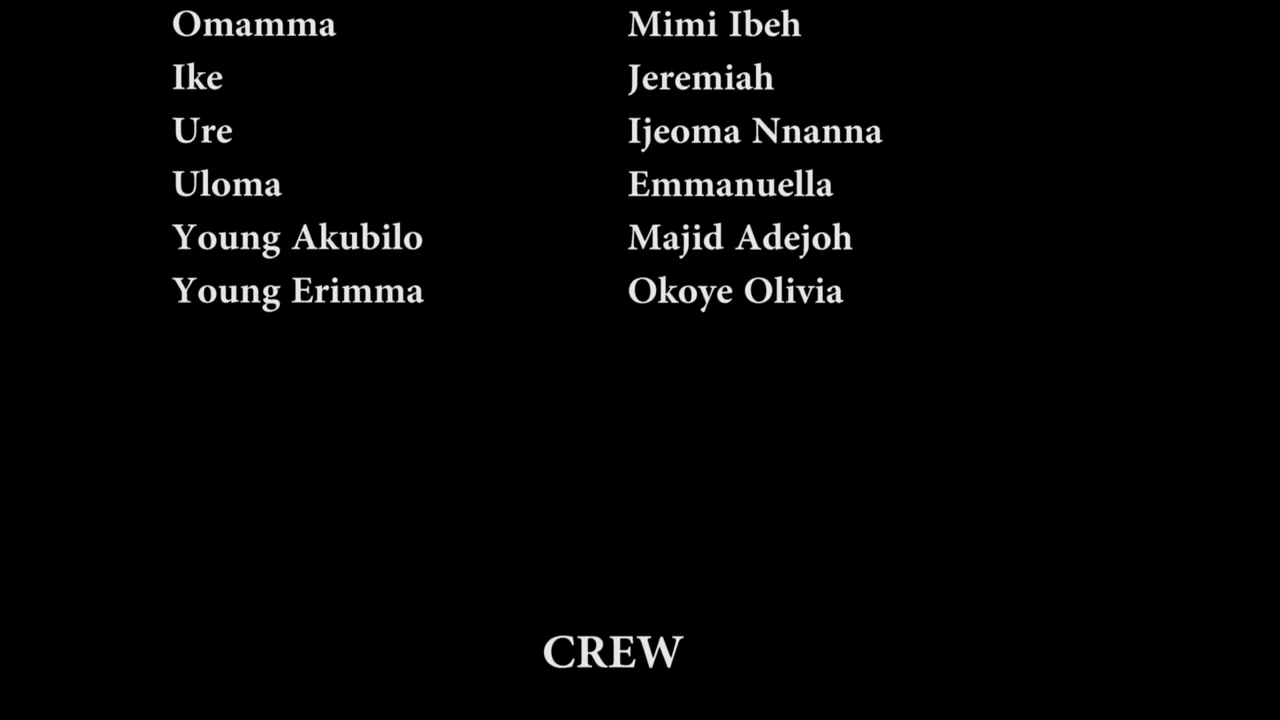 Omamma Mimi Ibeh
Ike Jeremiah
Ure Ijeoma Nnanna
Uloma Emmanuella
Young Akubilo Majid Adejoh
Young Erimma Okoye Olivia
CREW